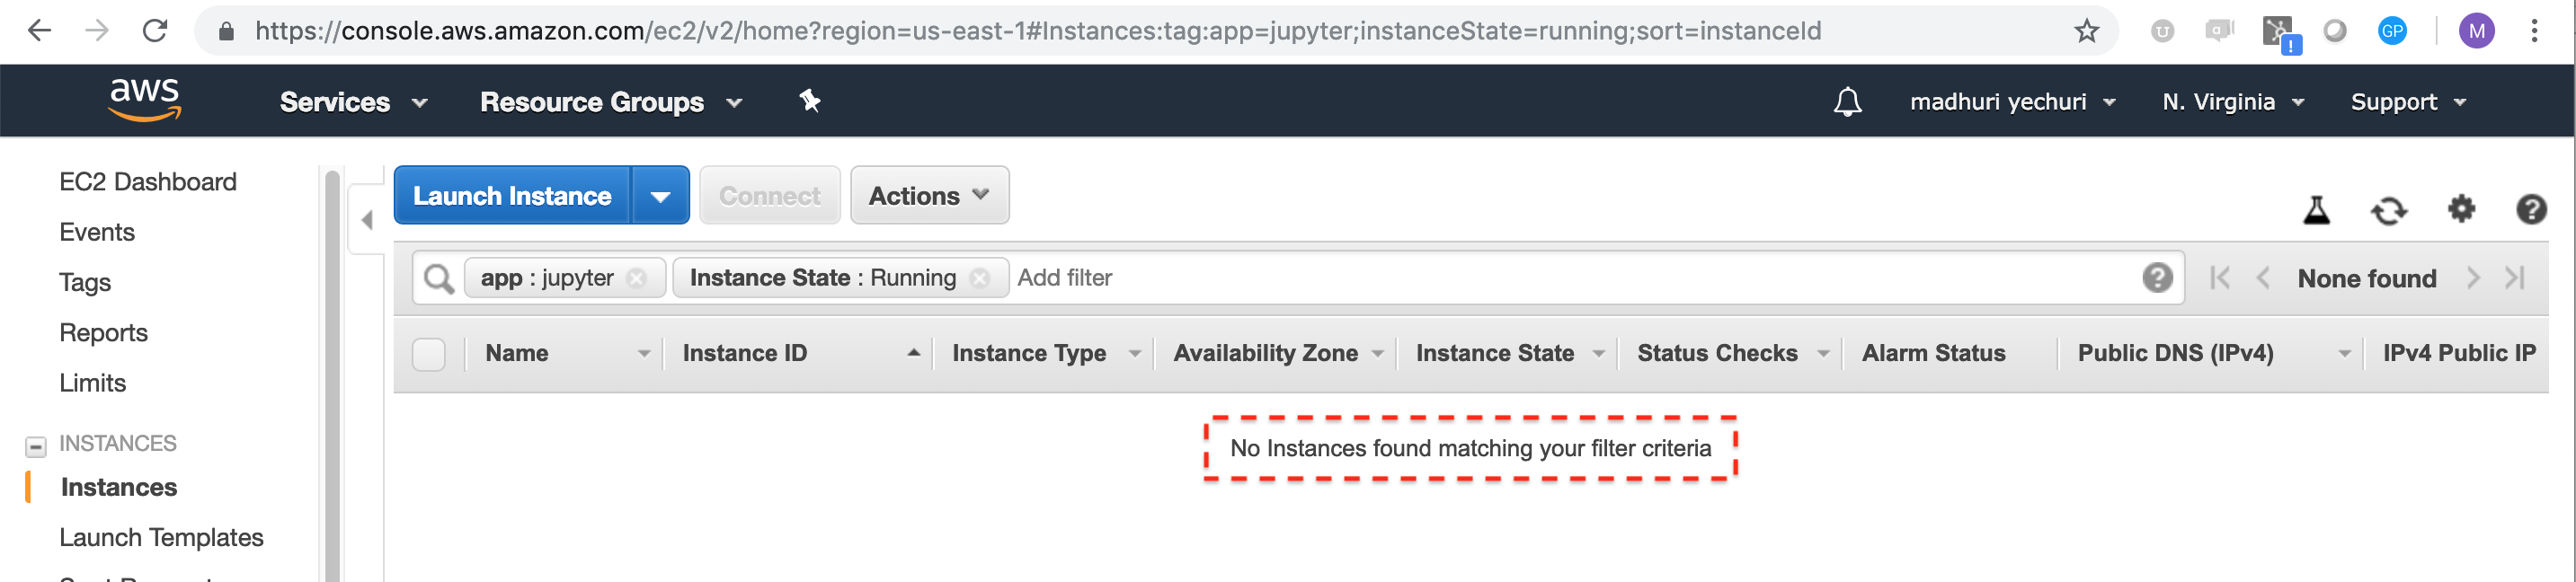 https://console.aws.amazon.com/ec2/v2/home?region=us-east-1#Instances:tag:app=jupyter;instanceState=running;sort=instanceId
U
a
!
GP
M
aws
Services
Resource Groups
madhuri yechuri
N. Virginia
Support
EC2 Dashboard
Events
Tags
Reports
Limits
INSTANCES
Instances
Launch Templates
Launch Instance
Connect
Actions
?
app : jupyter
Instance State : Running
Add filter
?
None found
Name
Instance ID
Instance Type
Availability Zone
Instance State
Status Checks
Alarm Status
Public DNS (IPv4)
IPv4 Public IP
No Instances found matching your filter criteria